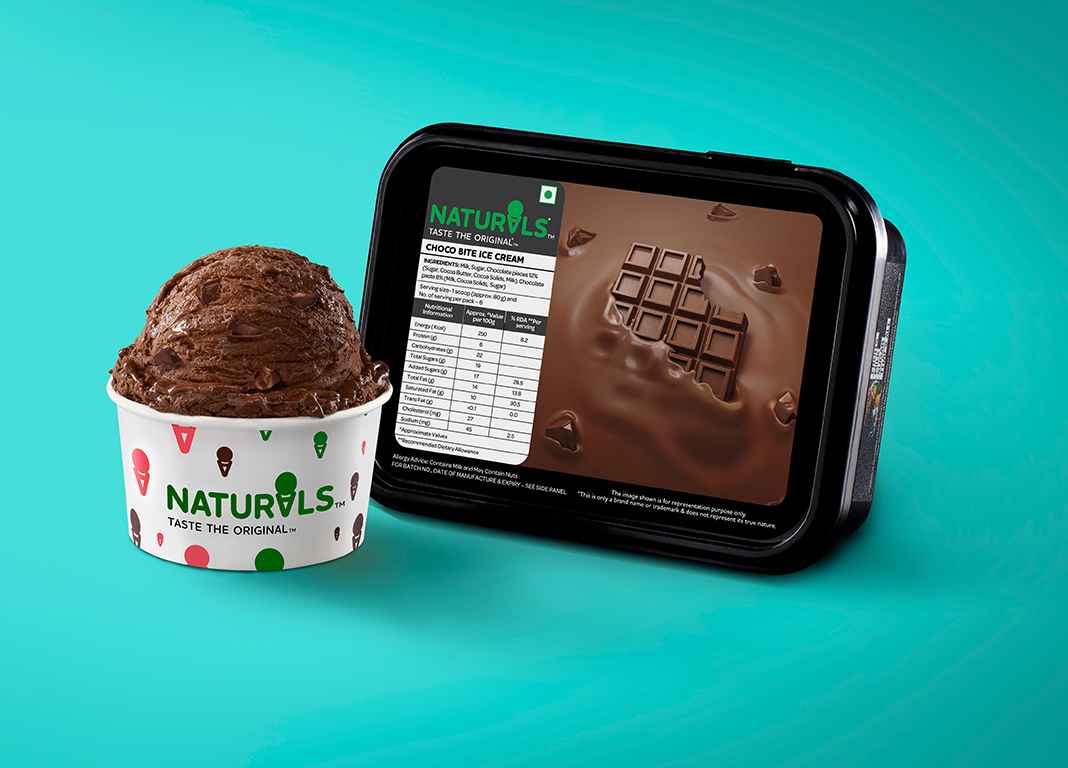 NATURALS TM
TASTE THE ORIGINAL TM
NATURALS TM
TASTE THE ORIGINAL TM
CHOCO BITE ICE CREAM
INGREDIENTS: Milk, Sugar, Chocolate pieces 12%
(Sugar, Cocoa Butter, Cocoa Solids, Milk), Chocolate
paste 8% (Milk, Cocoa Solids, Sugar)
Serving size- 1 scoop (approx. 80 g) and
No. of serving per pack – 6
Nutritional Information Approx. *Value per 100g % RDA **Per serving
Energy (Kcal) 250 8.2
Protein (g) 6
Carbohydrates (g) 22
Total Sugars (g) 19
Added Sugars (g) 17 28.5
Total Fat (g) 14 13.8
Saturated Fat (g) 10 30.5
Trans Fat (g) <0.1 0.0
Cholesterol (mg) 27
Sodium (mg) 45 2.5
*Approximate Values
**Recommended Dietary Allowance
Allergy Advice: Contains Milk and May Contain Nuts
FOR BATCH NO., DATE OF MANUFACTURE & EXPIRY – SEE SIDE PANEL
The image shown is for representation purpose only.
*This is only a brand name or trademark & does not represent its true nature.